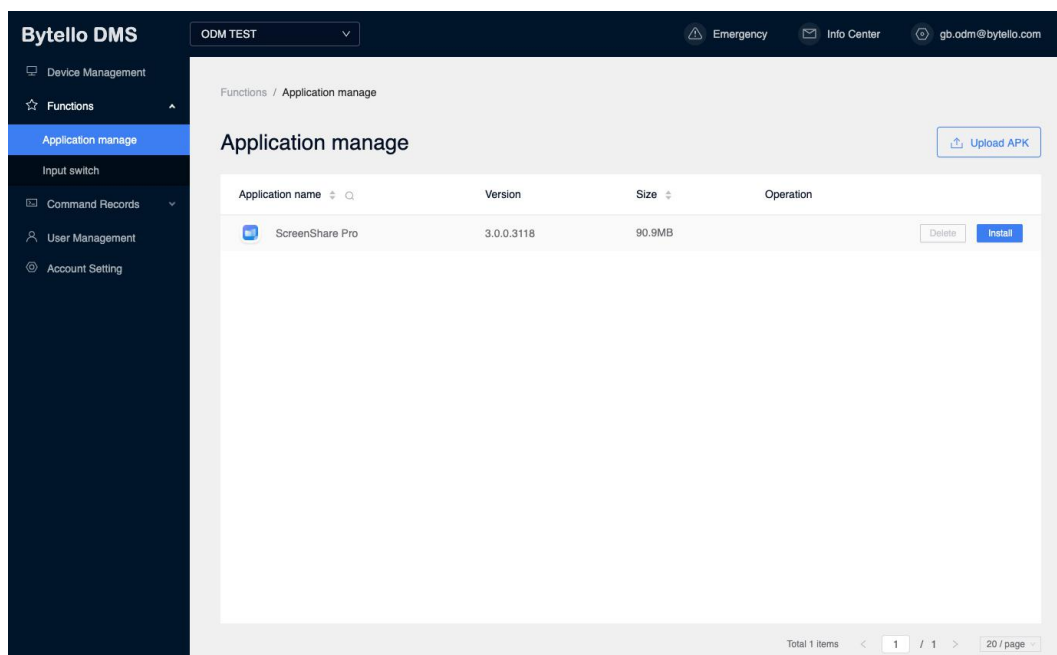 Bytello DMS
ODM TEST
Emergency
Info Center
gb.odm@bytello.com
Device Management
Functions
Application manage
Input switch
Command Records
User Management
Account Setting
Functions / Application manage
Application manage
Upload APK
Application name Version Size Operation
ScreenShare Pro 3.0.0.3118 90.9MB Delete Install
Total 1 items < 1 / 1 > 20 / page